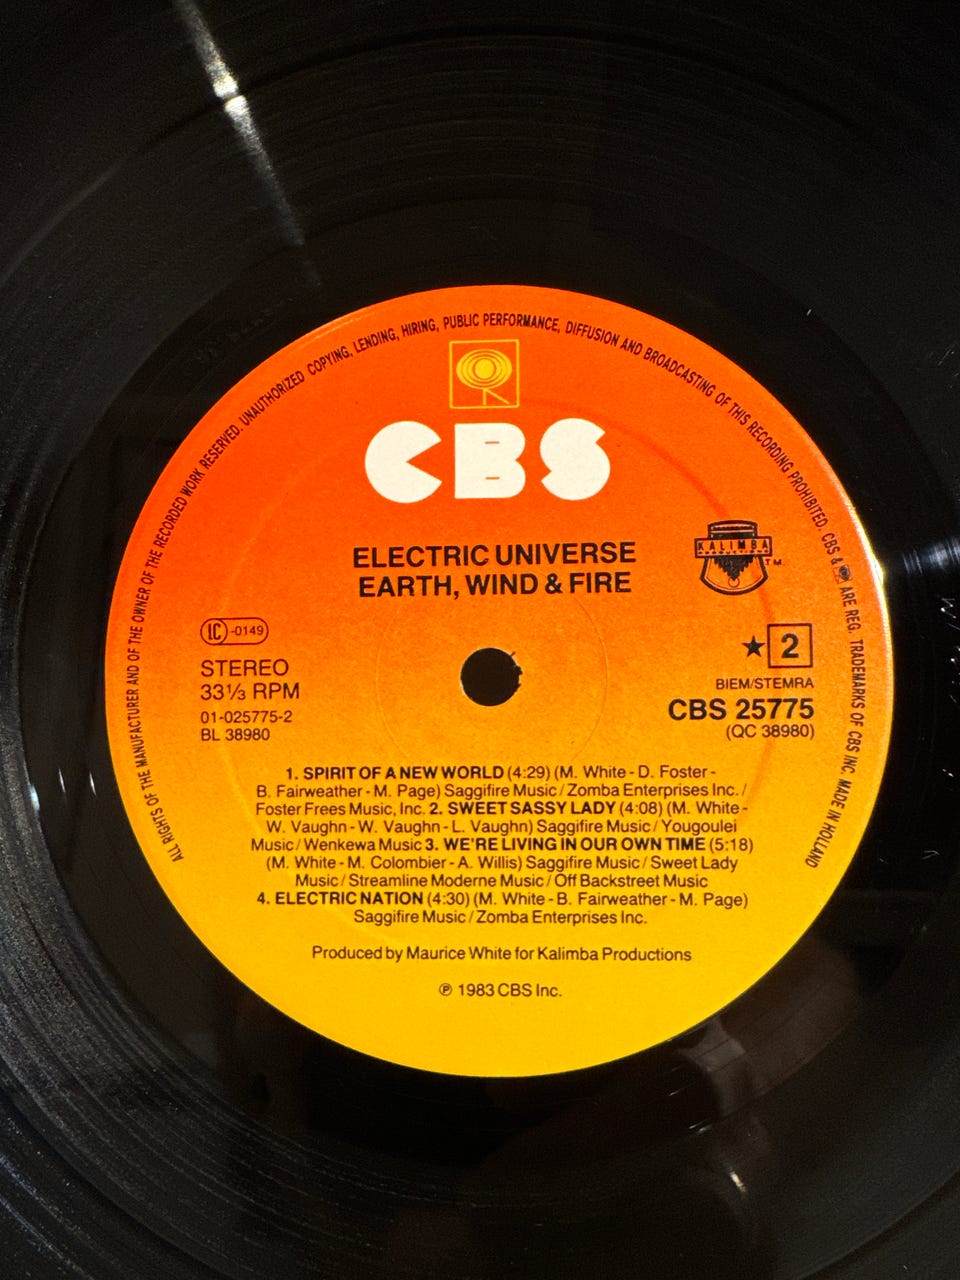 ALL RIGHTS OF THE MANUFACTURER AND OF THE OWNER OF THE RECORDED WORK RESERVED. UNAUTHORIZED COPYING, LENDING, HIRING, PUBLIC PERFORMANCE, DIFFUSION AND BROADCASTING OF THIS RECORDING PROHIBITED. CBS & ARE REG. TRADEMARKS OF CBS INC. MADE IN HOLLAND
CBS
ELECTRIC UNIVERSE
EARTH, WIND & FIRE
KALIMBA
PRODUCTIONS
T.M.
LC -0149
STEREO
33⅓ RPM
01-025775-2
BL 38980
★ 2
BIEM/STEMRA
CBS 25775
(QC 38980)
1. SPIRIT OF A NEW WORLD (4:29) (M. White - D. Foster -
B. Fairweather - M. Page) Saggifire Music / Zomba Enterprises Inc. /
Foster Frees Music, Inc. 2. SWEET SASSY LADY (4:08) (M. White -
W. Vaughn - W. Vaughn - L. Vaughn) Saggifire Music / Yougoulei
Music / Wenkewa Music 3. WE'RE LIVING IN OUR OWN TIME (5:18)
(M. White - M. Colombier - A. Willis) Saggifire Music / Sweet Lady
Music / Streamline Moderne Music / Off Backstreet Music
4. ELECTRIC NATION (4:30) (M. White - B. Fairweather - M. Page)
Saggifire Music / Zomba Enterprises Inc.
Produced by Maurice White for Kalimba Productions
℗ 1983 CBS Inc.